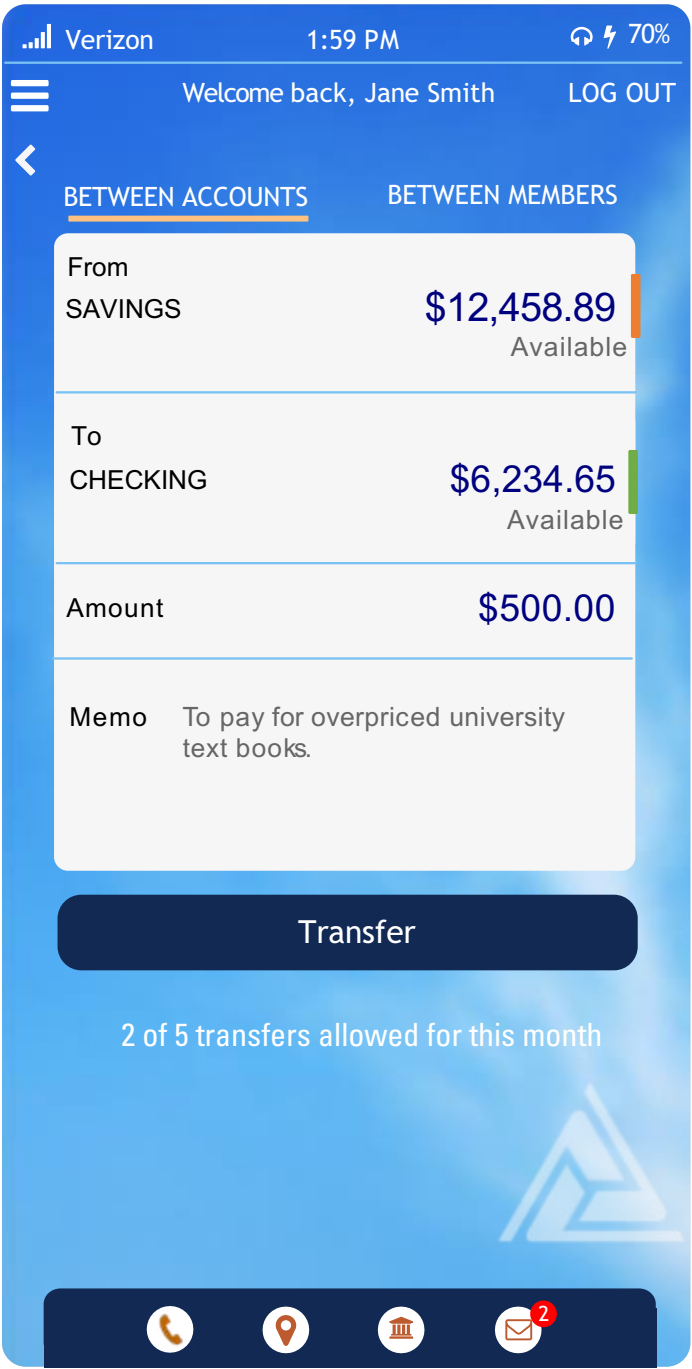 Verizon 1:59 PM 70%
Welcome back, Jane Smith LOG OUT
BETWEEN ACCOUNTS BETWEEN MEMBERS
From
SAVINGS $12,458.89
Available
To
CHECKING $6,234.65
Available
Amount $500.00
Memo To pay for overpriced university
text books.
Transfer
2 of 5 transfers allowed for this month
2